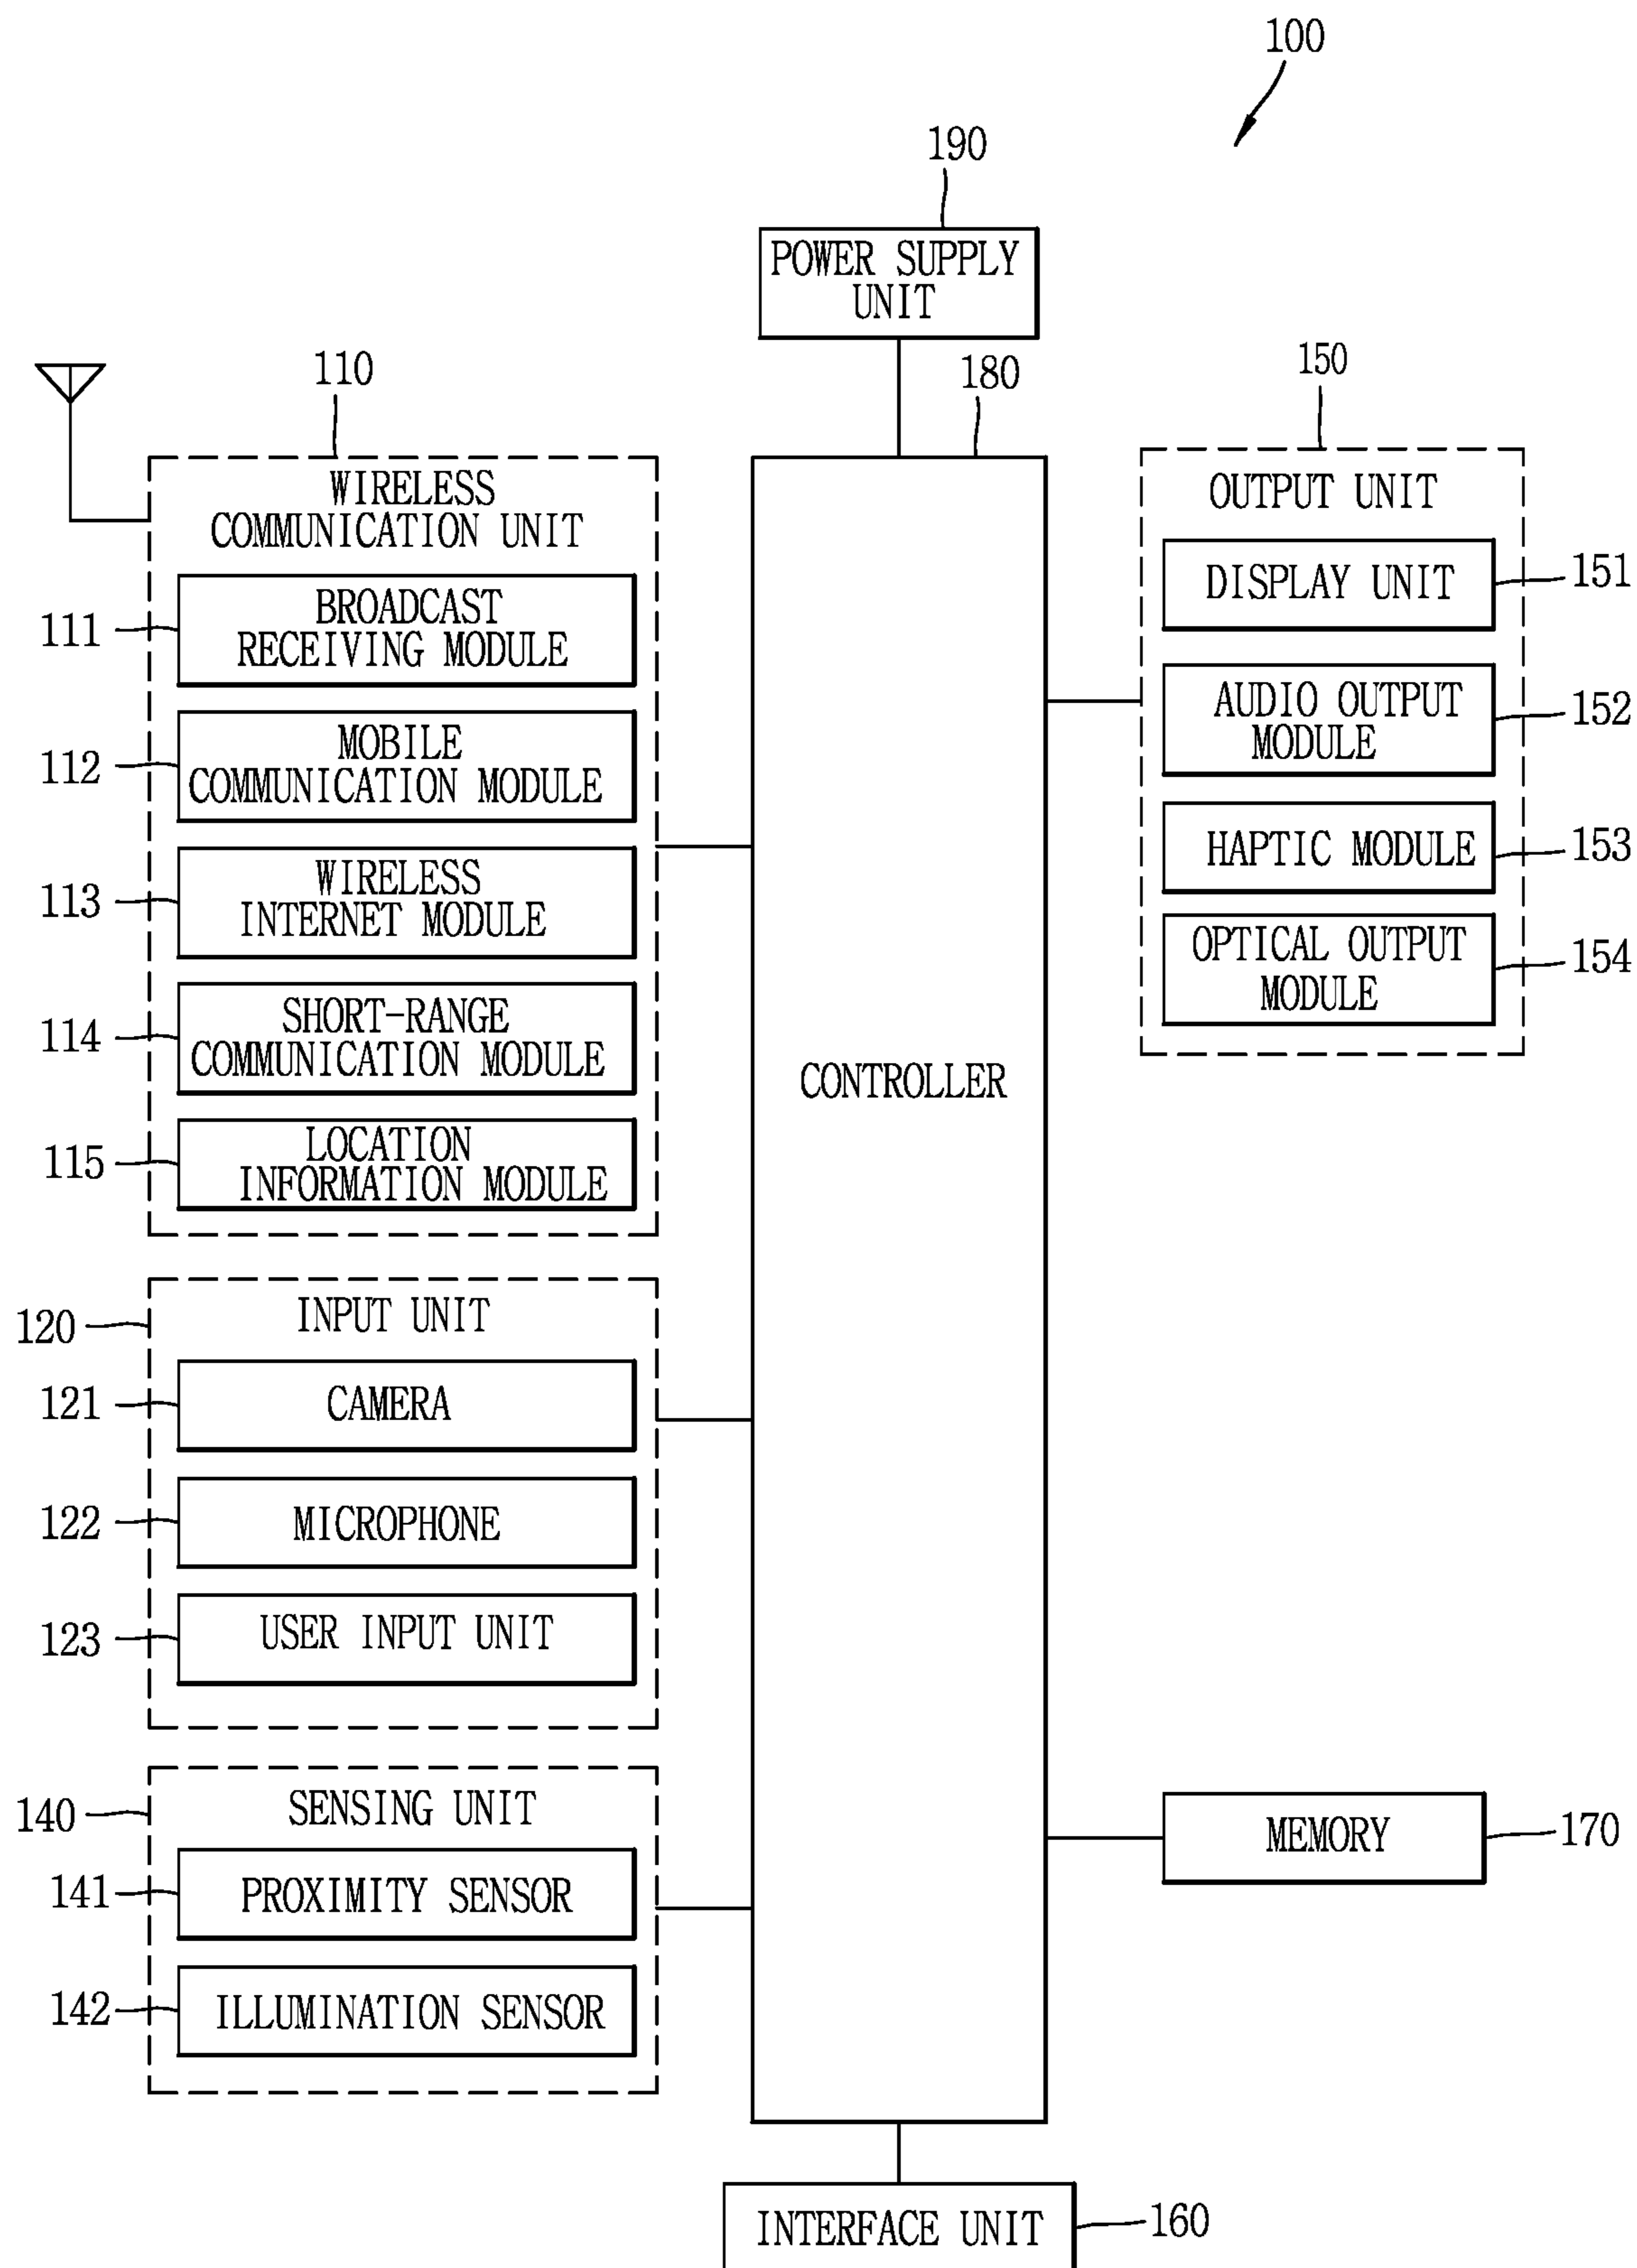 100
190
POWER SUPPLY
UNIT
110
180
150
WIRELESS
COMMUNICATION UNIT
111
BROADCAST
RECEIVING MODULE
112
MOBILE
COMMUNICATION MODULE
113
WIRELESS
INTERNET MODULE
114
SHORT-RANGE
COMMUNICATION MODULE
115
LOCATION
INFORMATION MODULE
120
INPUT UNIT
121
CAMERA
122
MICROPHONE
123
USER INPUT UNIT
140
SENSING UNIT
141
PROXIMITY SENSOR
142
ILLUMINATION SENSOR
CONTROLLER
OUTPUT UNIT
DISPLAY UNIT
151
AUDIO OUTPUT
MODULE
152
HAPTIC MODULE
153
OPTICAL OUTPUT
MODULE
154
MEMORY
170
INTERFACE UNIT
160